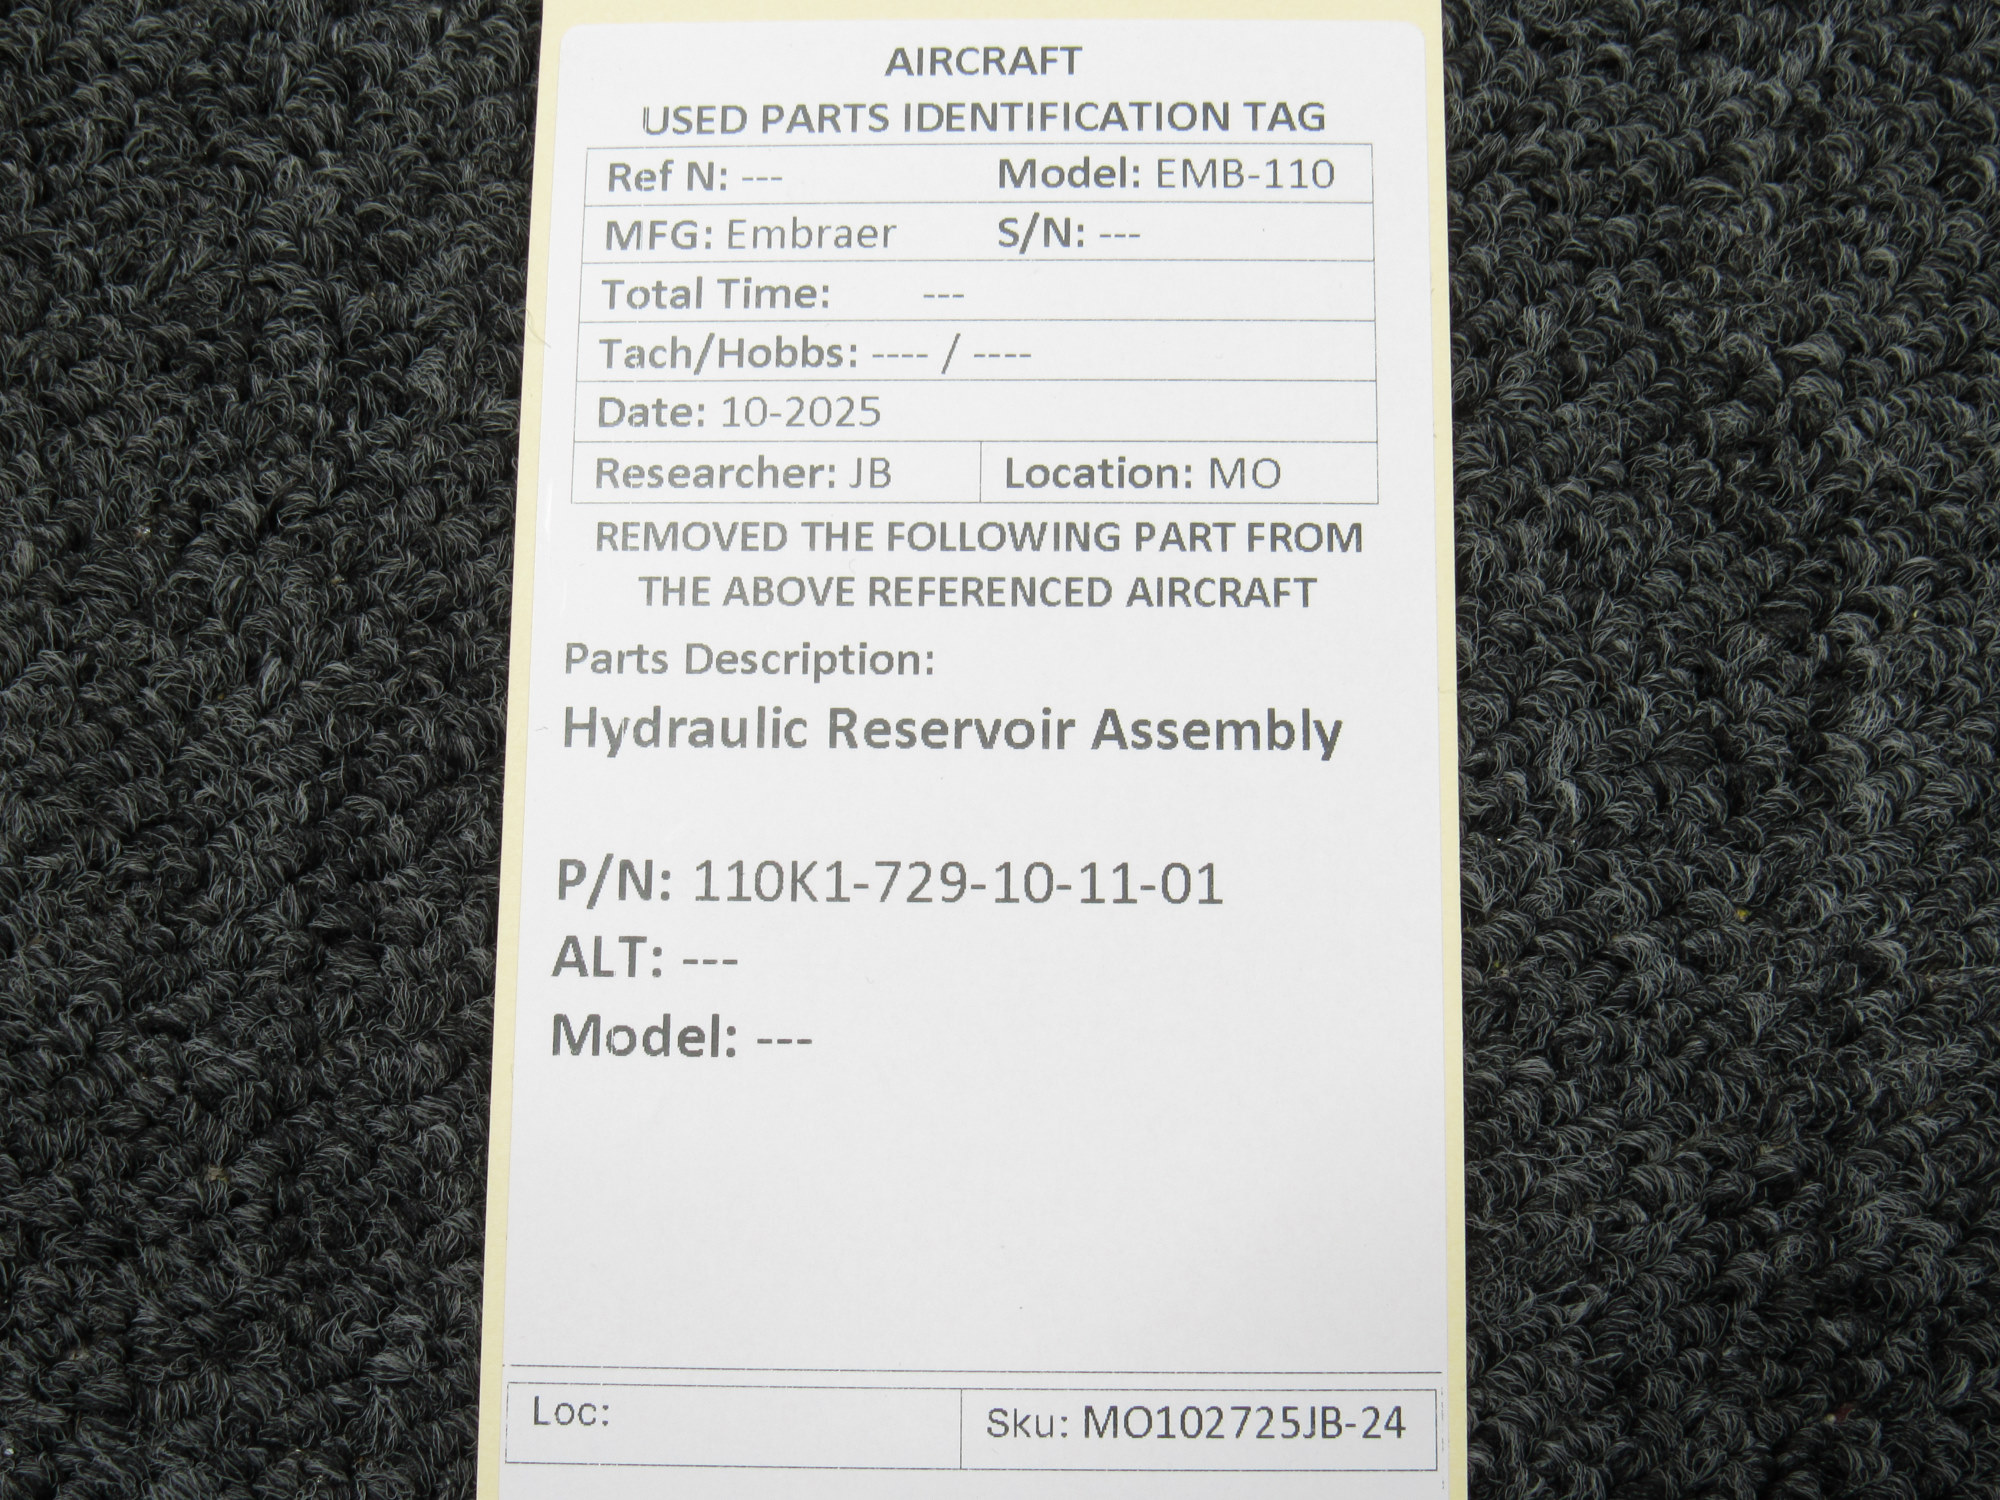 AIRCRAFT
USED PARTS IDENTIFICATION TAG
Ref N: --- Model: EMB-110
MFG: Embraer S/N: ---
Total Time: ---
Tach/Hobbs: ---- / ----
Date: 10-2025
Researcher: JB Location: MO
REMOVED THE FOLLOWING PART FROM
THE ABOVE REFERENCED AIRCRAFT
Parts Description:
Hydraulic Reservoir Assembly
P/N: 110K1-729-10-11-01
ALT: ---
Model: ---
Loc: Sku: MO102725JB-24